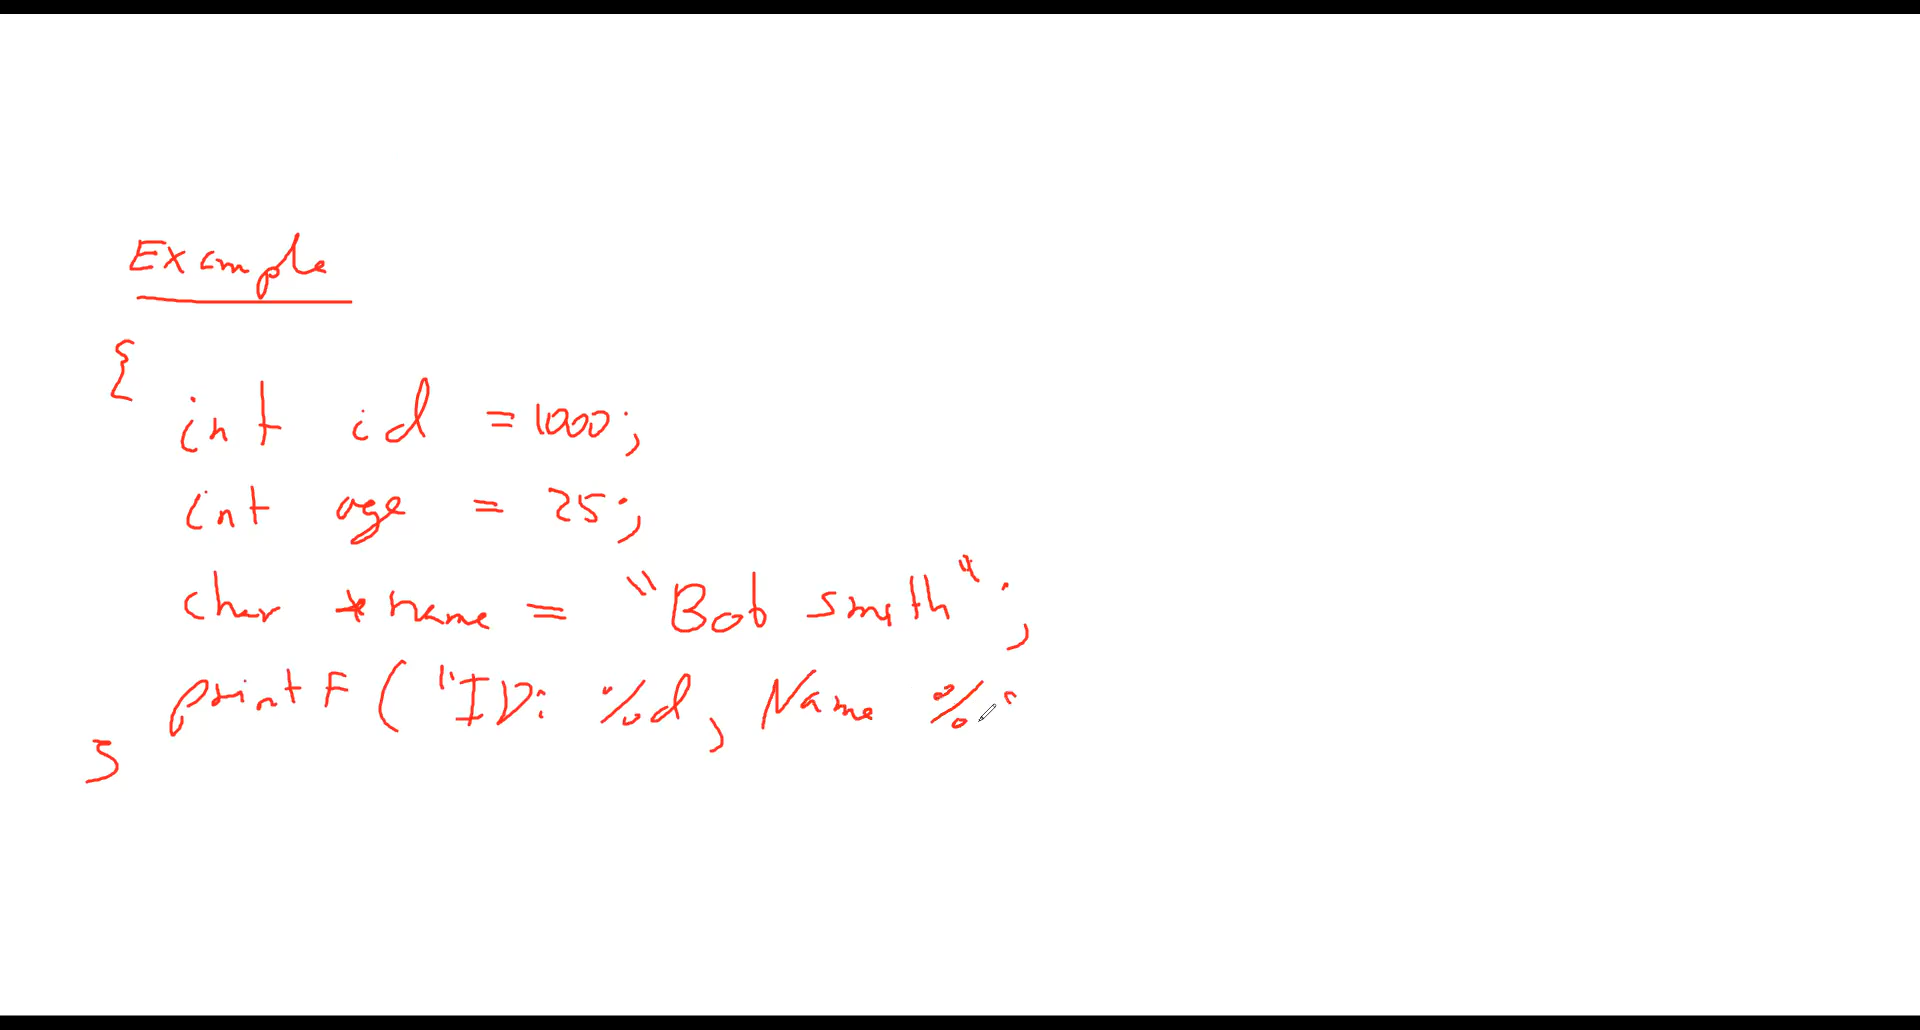 Example
{
int id = 1000;
int age = 25;
char *name = "Bob smith";
printf ("ID: %d, Name %s
}